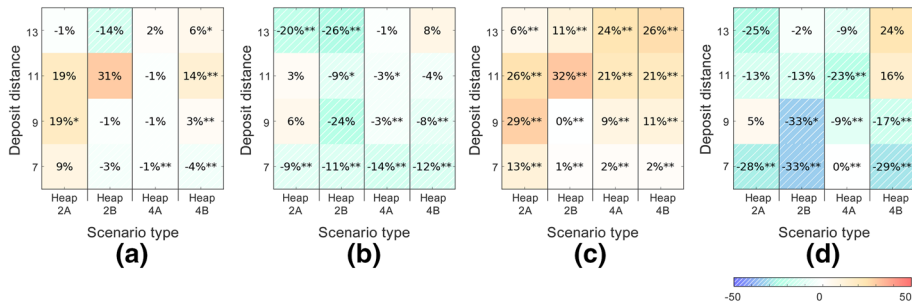 Deposit distance
13 -1% -14% 2% 6%*
11 19% 31% -1% 14%**
9 19%* -1% -1% 3%**
7 9% -3% -1%** -4%**
Heap 2A Heap 2B Heap 4A Heap 4B
Scenario type
(a)
Deposit distance
13 -20%** -26%** -1% 8%
11 3% -9%* -3%* -4%
9 6% -24% -3%** -8%**
7 -9%** -11%** -14%** -12%**
Heap 2A Heap 2B Heap 4A Heap 4B
Scenario type
(b)
Deposit distance
13 6%** 11%** 24%** 26%**
11 26%** 32%** 21%** 21%**
9 29%** 0%** 9%** 11%**
7 13%** 1%** 2%** 2%**
Heap 2A Heap 2B Heap 4A Heap 4B
Scenario type
(c)
Deposit distance
13 -25% -2% -9% 24%
11 -13% -13% -23%** 16%
9 5% -33%* -9%** -17%**
7 -28%** -33%** 0%** -29%**
Heap 2A Heap 2B Heap 4A Heap 4B
Scenario type
(d)
-50 0 50